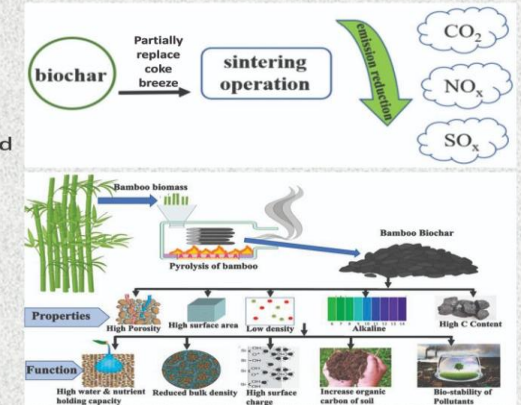 Partially
replace
coke
breeze
biochar
sintering
operation
emission reduction
CO₂
NOₓ
SOₓ
d
Bamboo biomass
Pyrolysis of bamboo
Bamboo Biochar
Properties
High Porosity
High surface area
Low density
Alkaline
High C Content
Function
High water & nutrient
holding capacity
Reduced bulk density
High surface
charge
Increase organic
carbon of soil
Bio-stability of
Pollutants